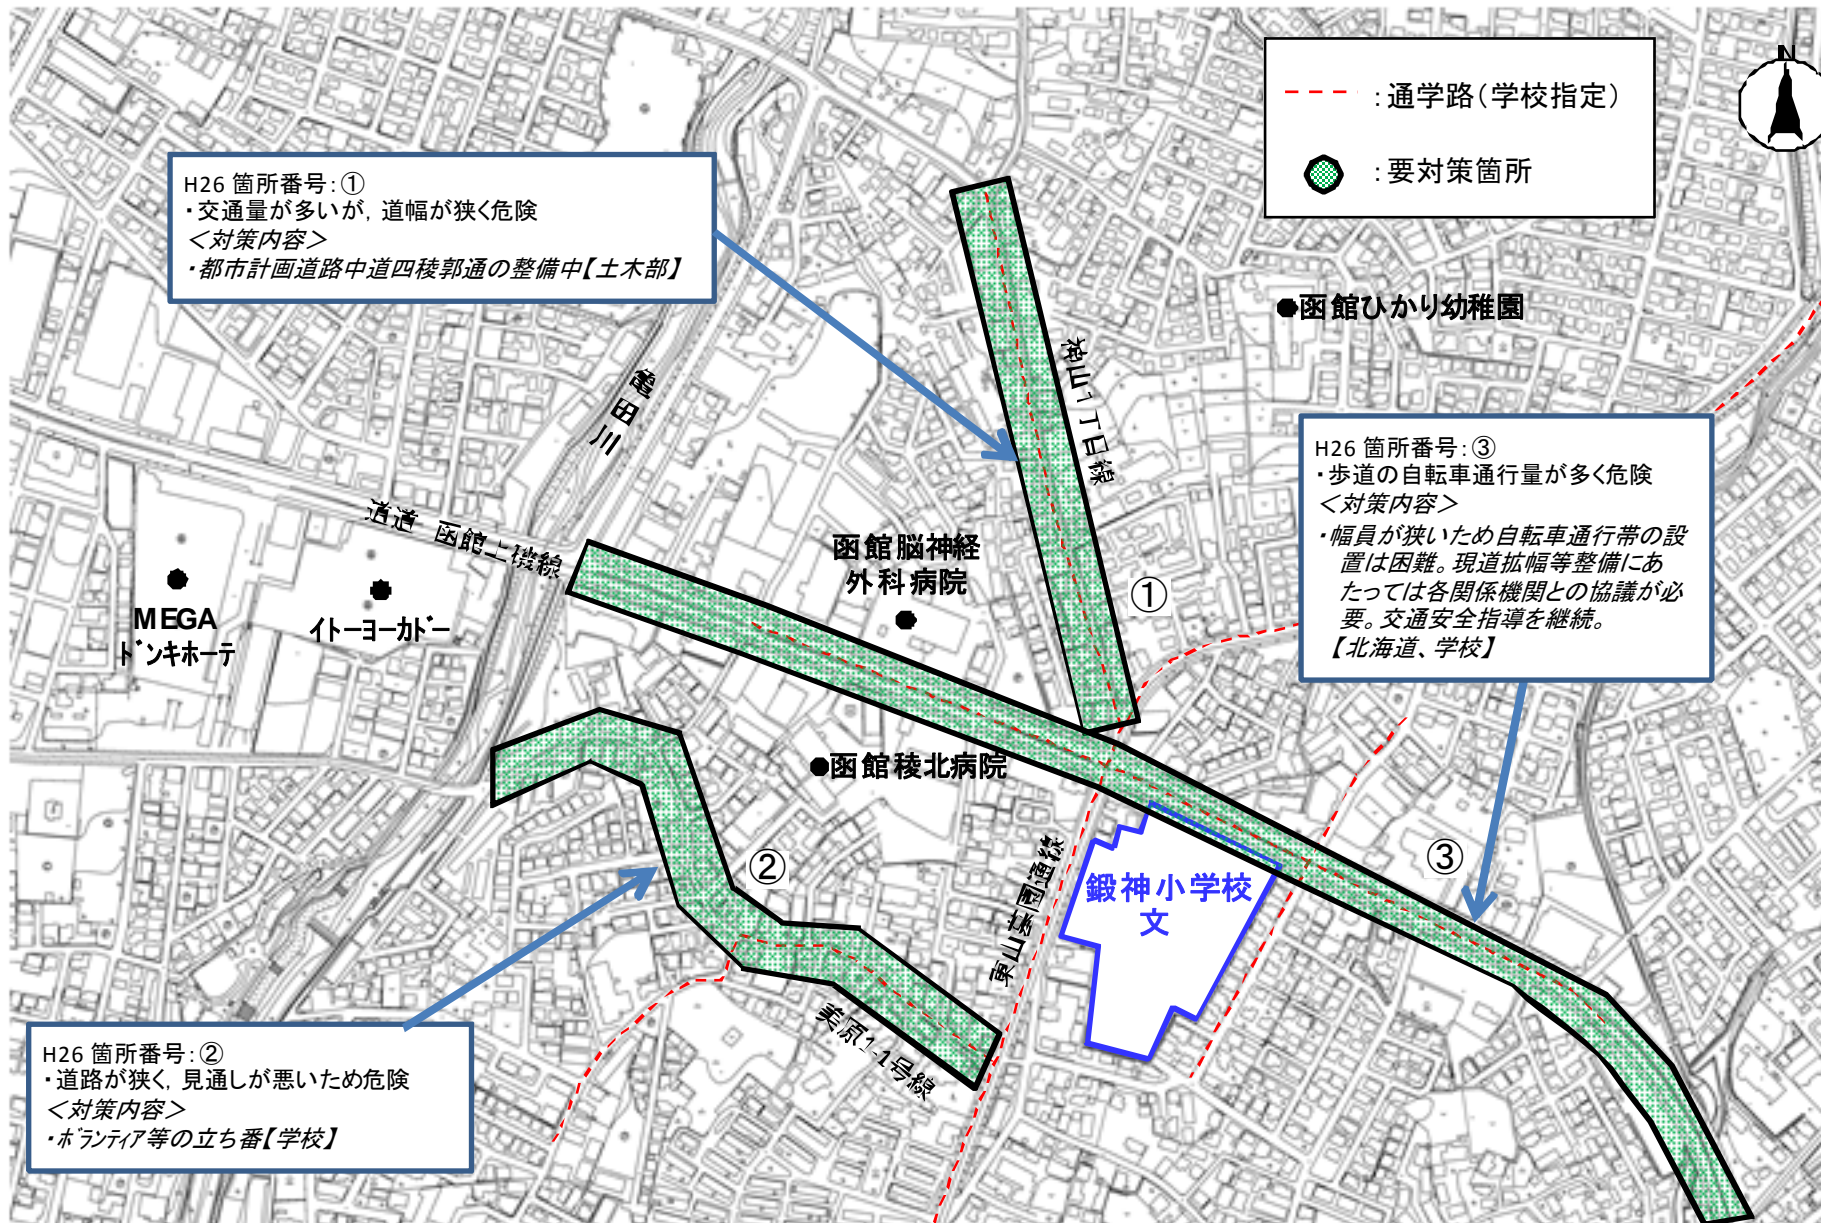 N
:通学路(学校指定)
:要対策箇所
H26 箇所番号:①
・交通量が多いが,道幅が狭く危険
<対策内容>
・都市計画道路中道四稜郭通の整備中【土木部】
●函館ひかり幼稚園
亀田川
神山1丁目線
H26 箇所番号:③
・歩道の自転車通行量が多く危険
<対策内容>
・幅員が狭いため自転車通行帯の設
置は困難。現道拡幅等整備にあ
たっては各関係機関との協議が必
要。交通安全指導を継続。
【北海道、学校】
道道 函館上磯線
函館脳神経
外科病院
①
MEGA
ドンキホーテ
イトーヨーカドー
●函館稜北病院
②
③
東山墓園通線
鍛神小学校
文
美原1-1号線
H26 箇所番号:②
・道路が狭く,見通しが悪いため危険
<対策内容>
・ボランティア等の立ち番【学校】